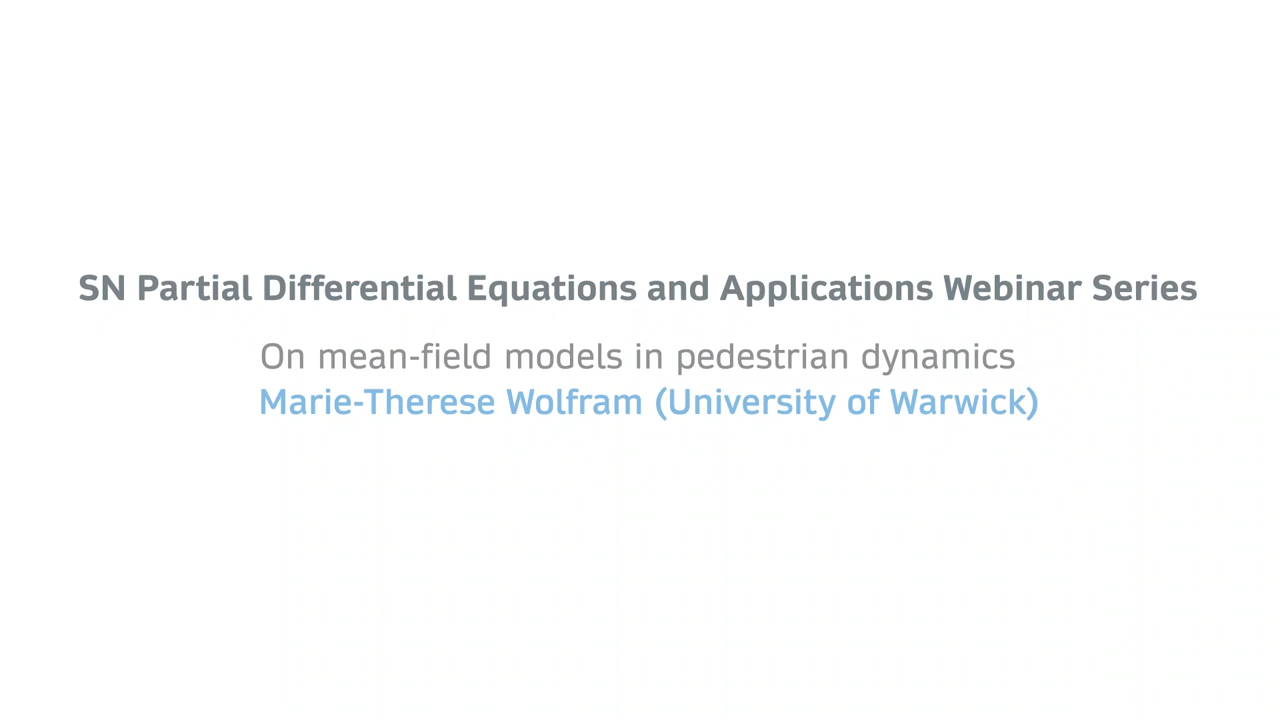 SN Partial Differential Equations and Applications Webinar Series
On mean-field models in pedestrian dynamics
Marie-Therese Wolfram (University of Warwick)